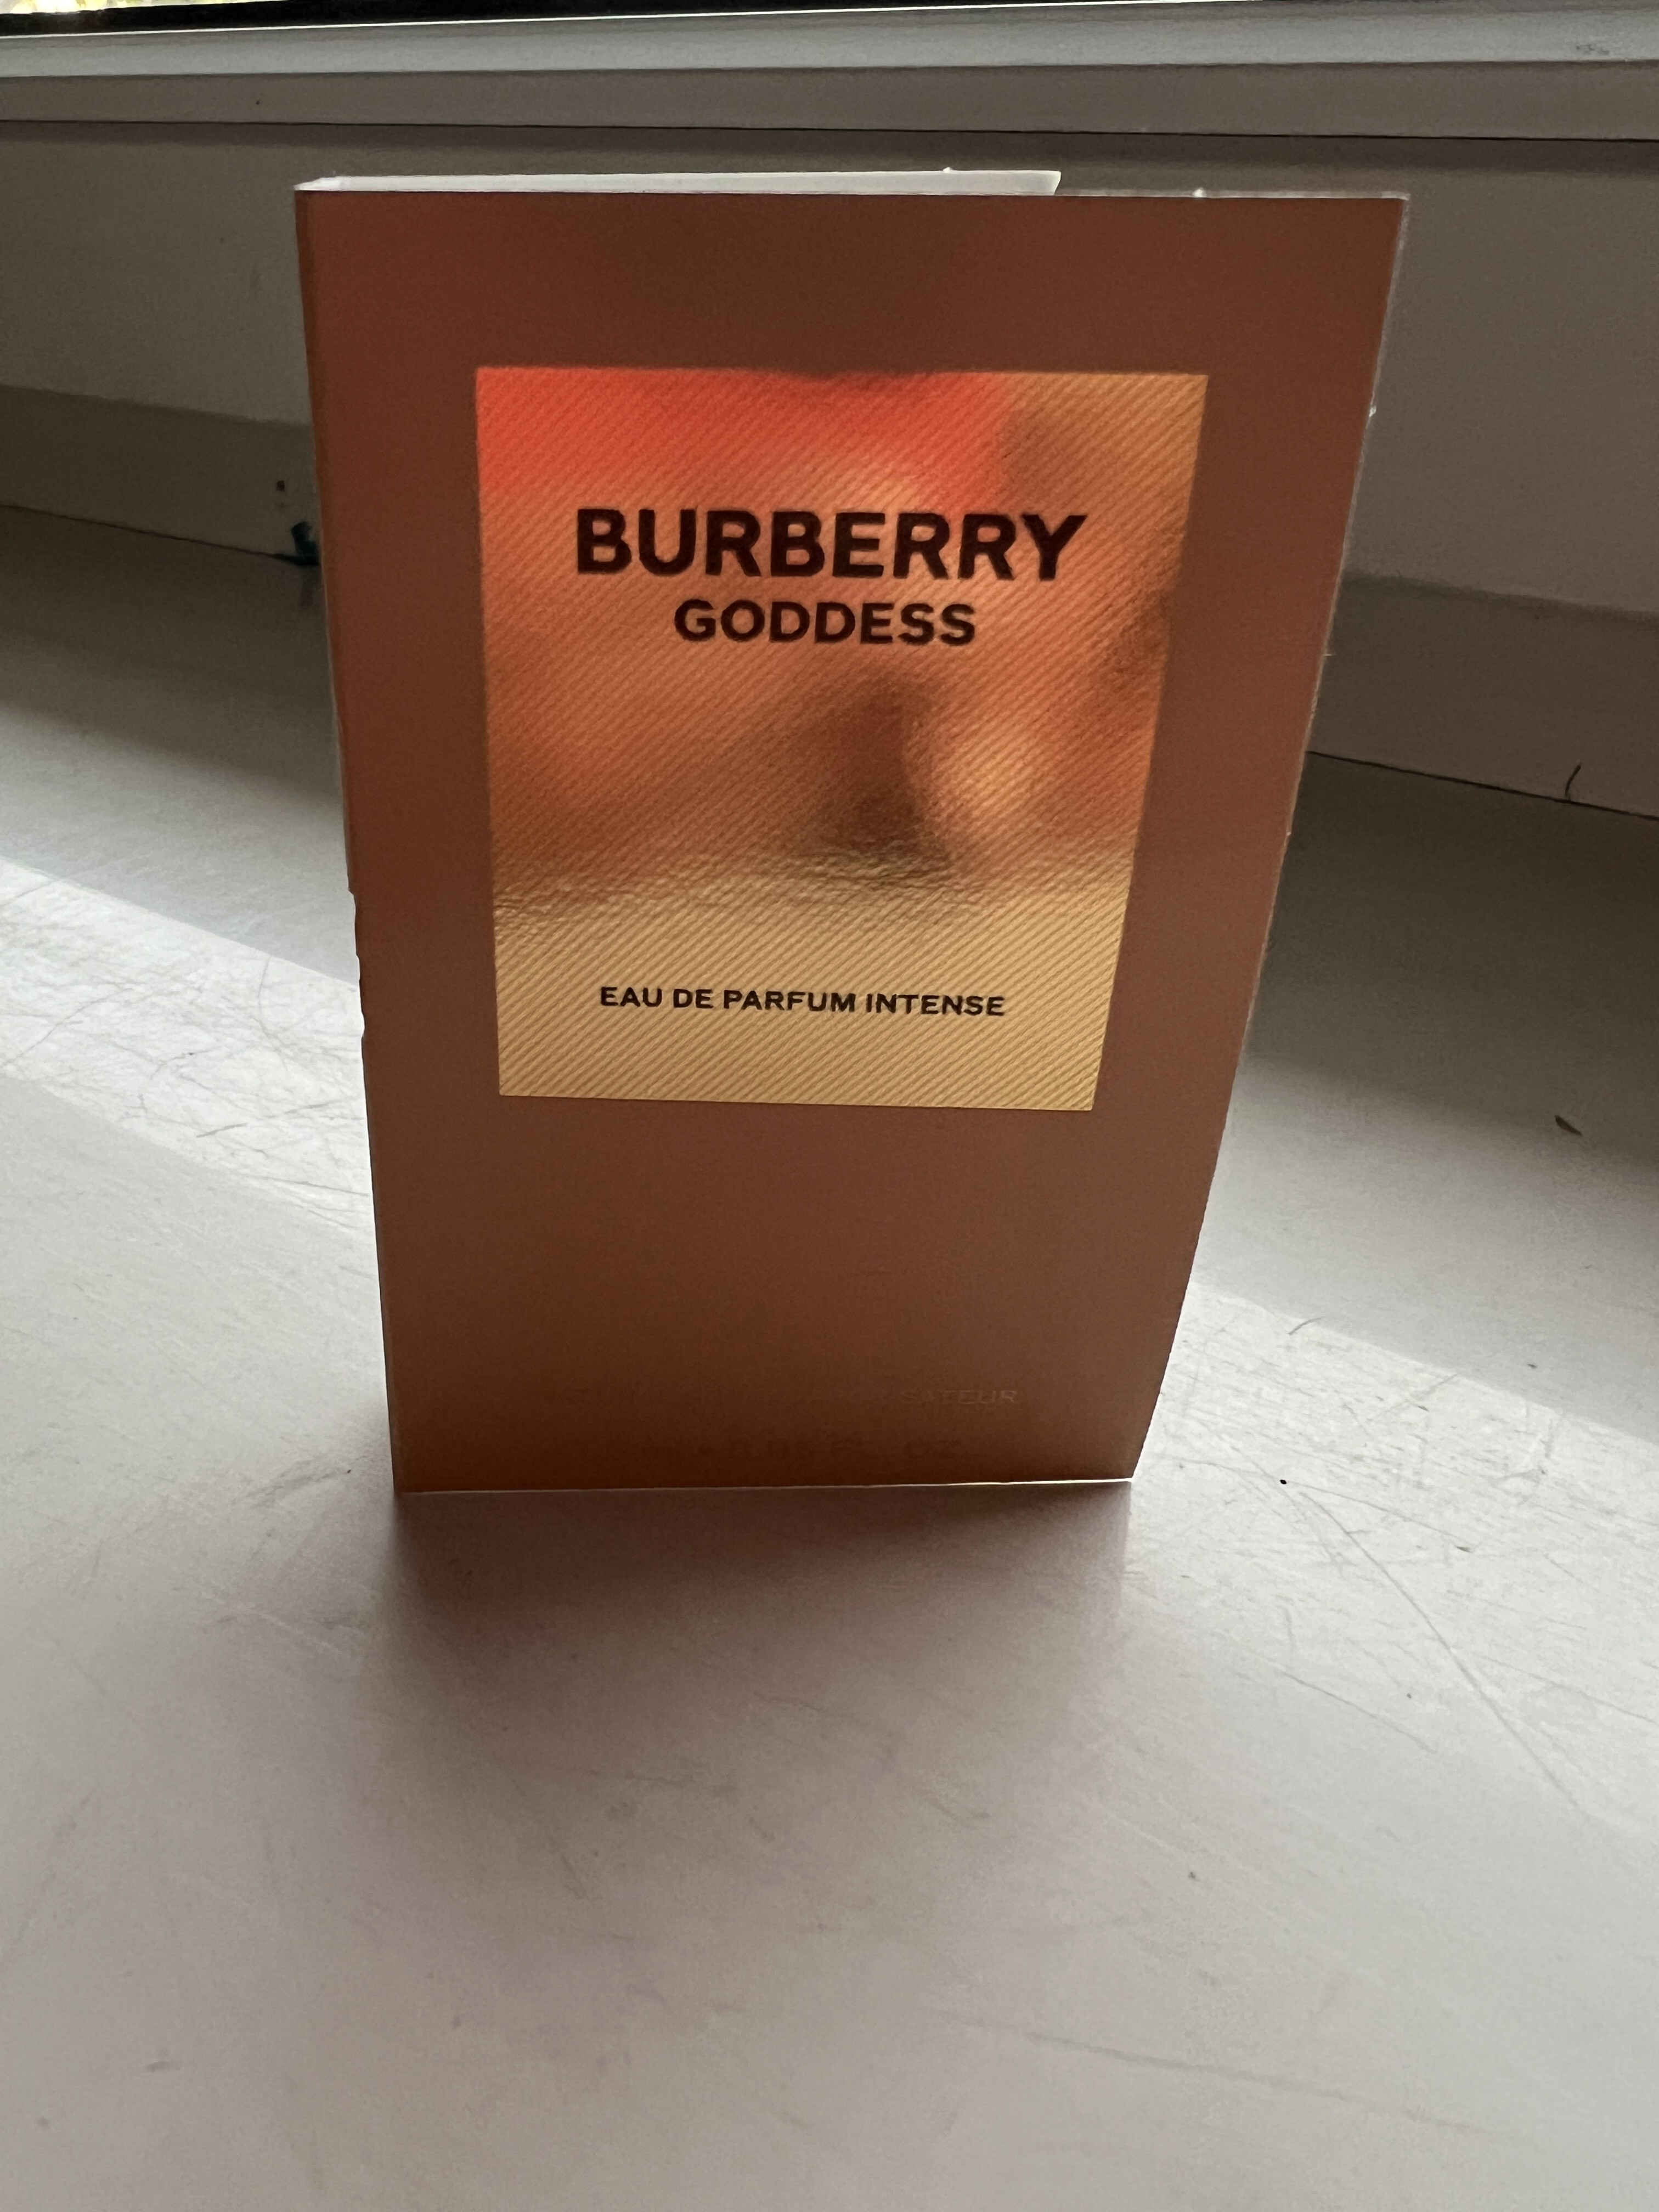 BURBERRY
GODDESS
EAU DE PARFUM INTENSE